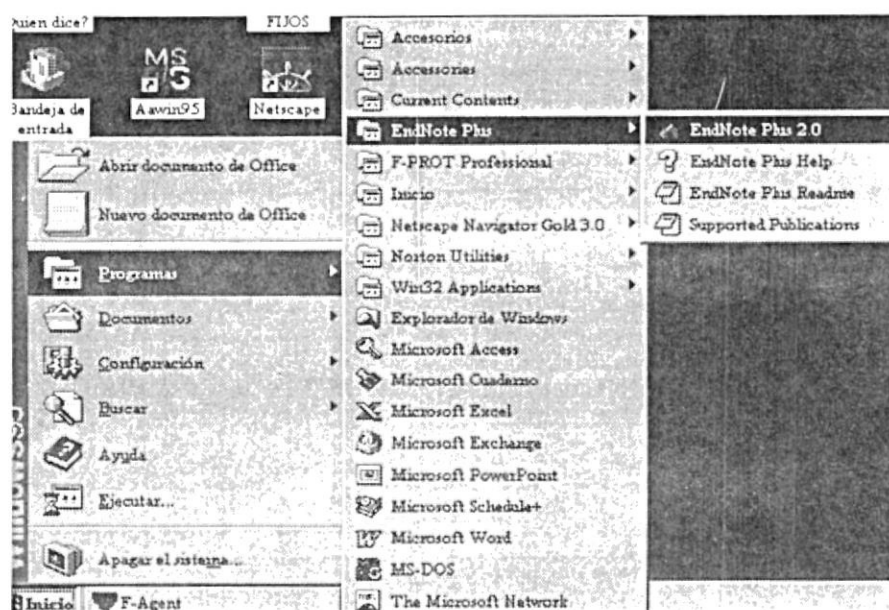 Quien dice?
FIJOS
MS
Bandeja de
entrada
Aawin95
Netscape
Abrir documento de Office
Nuevo documento de Office
Programas
Documentos
Configuración
Buscar
Ayuda
Ejecutar...
Apagar el sistema...
Inicio
F-Agent
Accesorios
Accessories
Current Contents
EndNote Plus
F-PROT Professional
Inicio
Netscape Navigator Gold 3.0
Norton Utilities
Win32 Applications
Explorador de Windows
Microsoft Access
Microsoft Cuaderno
Microsoft Excel
Microsoft Exchange
Microsoft PowerPoint
Microsoft Schedule+
Microsoft Word
MS-DOS
The Microsoft Network
EndNote Plus 2.0
EndNote Plus Help
EndNote Plus Readme
Supported Publications